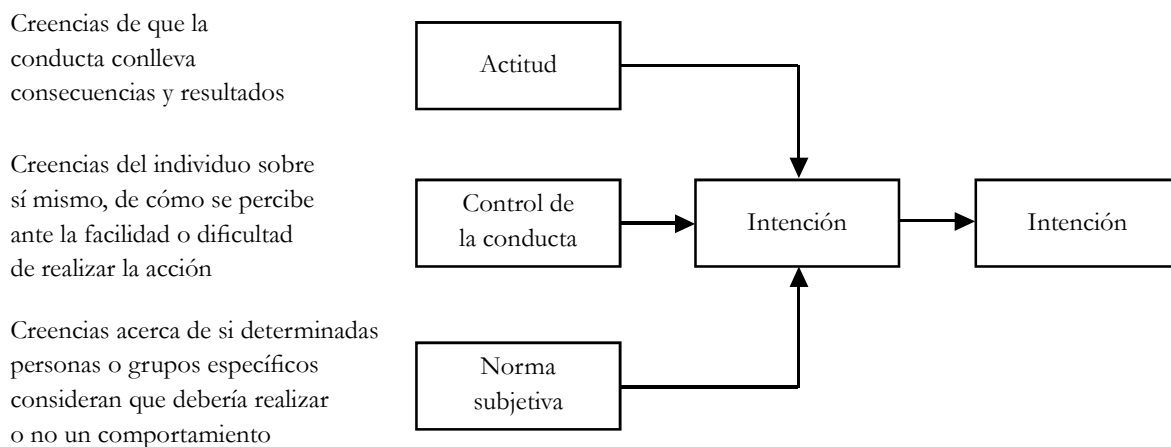 Creencias de que la
conducta conlleva
consecuencias y resultados
Actitud
Creencias del individuo sobre
sí mismo, de cómo se percibe
ante la facilidad o dificultad
de realizar la acción
Control de
la conducta
Intención
Intención
Creencias acerca de si determinadas
personas o grupos específicos
consideran que debería realizar
o no un comportamiento
Norma
subjetiva